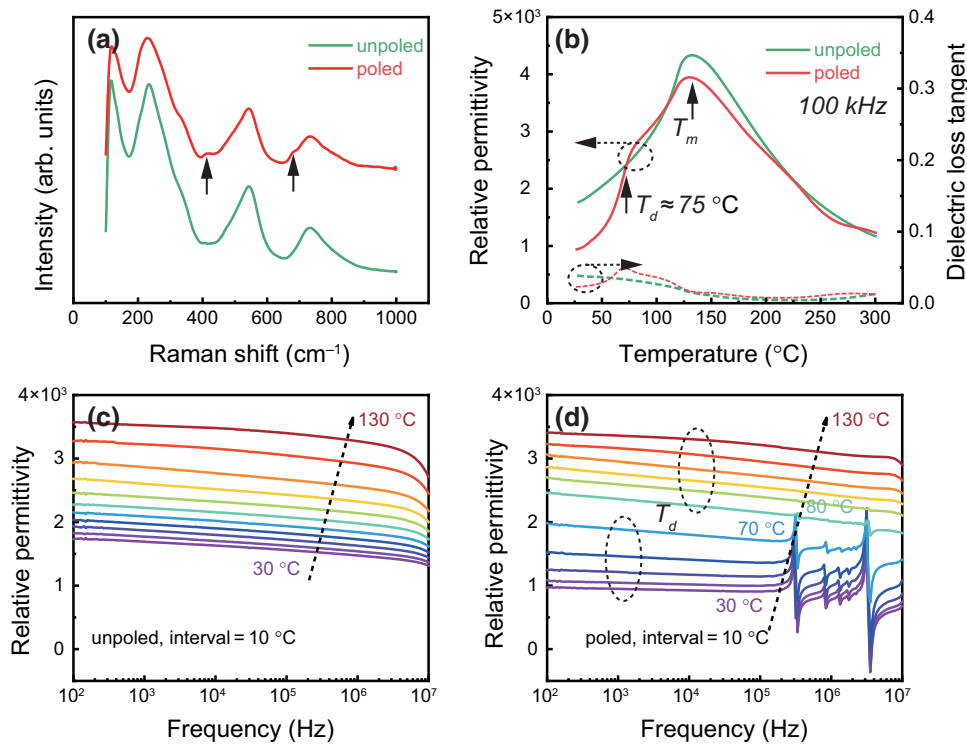 (a)
unpoled
poled
Intensity (arb. units)
0 200 400 600 800 1000
Raman shift (cm⁻¹)
(b)
5×10³
4
3
2
1
0
Relative permittivity
unpoled
poled
100 kHz
Tm
Td ≈ 75 °C
0.4
0.3
0.2
0.1
0.0
Dielectric loss tangent
0 50 100 150 200 250 300
Temperature (°C)
(c)
4×10³
3
2
1
0
Relative permittivity
130 °C
30 °C
unpoled, interval = 10 °C
10² 10³ 10⁴ 10⁵ 10⁶ 10⁷
Frequency (Hz)
(d)
4×10³
3
2
1
0
Relative permittivity
130 °C
80 °C
Td
70 °C
30 °C
poled, interval = 10 °C
10² 10³ 10⁴ 10⁵ 10⁶ 10⁷
Frequency (Hz)